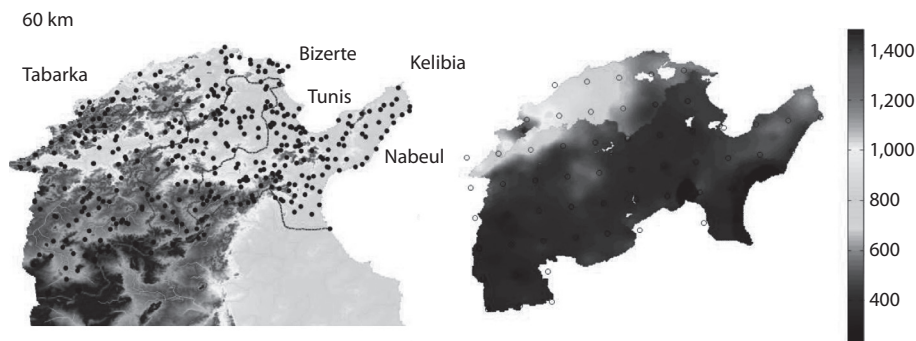 60 km
Bizerte
Tabarka
Kelibia
Tunis
Nabeul
1,400
1,200
1,000
800
600
400